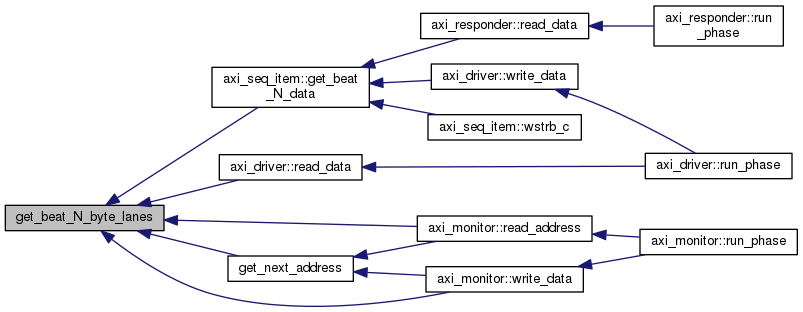 axi_responder::read_data
axi_responder::run
_phase
axi_seq_item::get_beat
_N_data
axi_driver::write_data
axi_seq_item::wstrb_c
axi_driver::read_data
axi_driver::run_phase
get_beat_N_byte_lanes
axi_monitor::read_address
axi_monitor::run_phase
get_next_address
axi_monitor::write_data